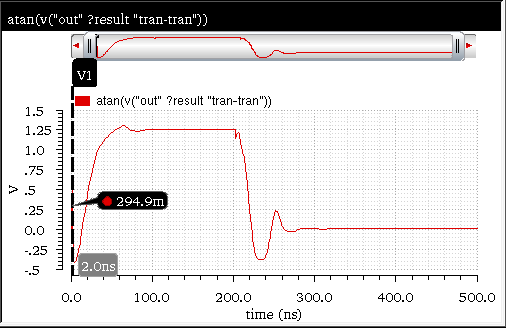 atan(v("out" ?result "tran-tran"))
V1
atan(v("out" ?result "tran-tran"))
1.5
1.25
1.0
.75
V
.5
294.9m
.25
0.0
-.25
2.0ns
-.5
0.0 100.0 200.0 300.0 400.0 500.0
time (ns)